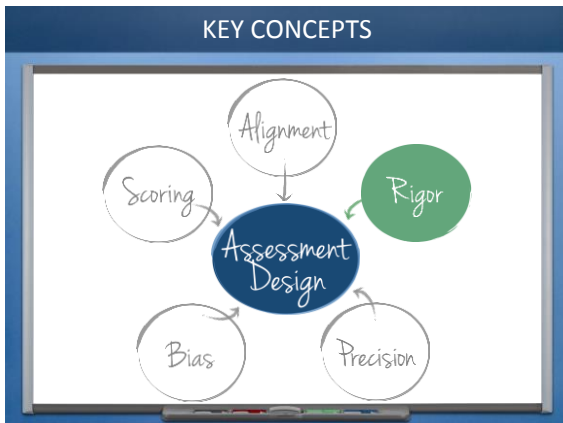 KEY CONCEPTS
Alignment
Scoring
Rigor
Assessment
Design
Bias
Precision